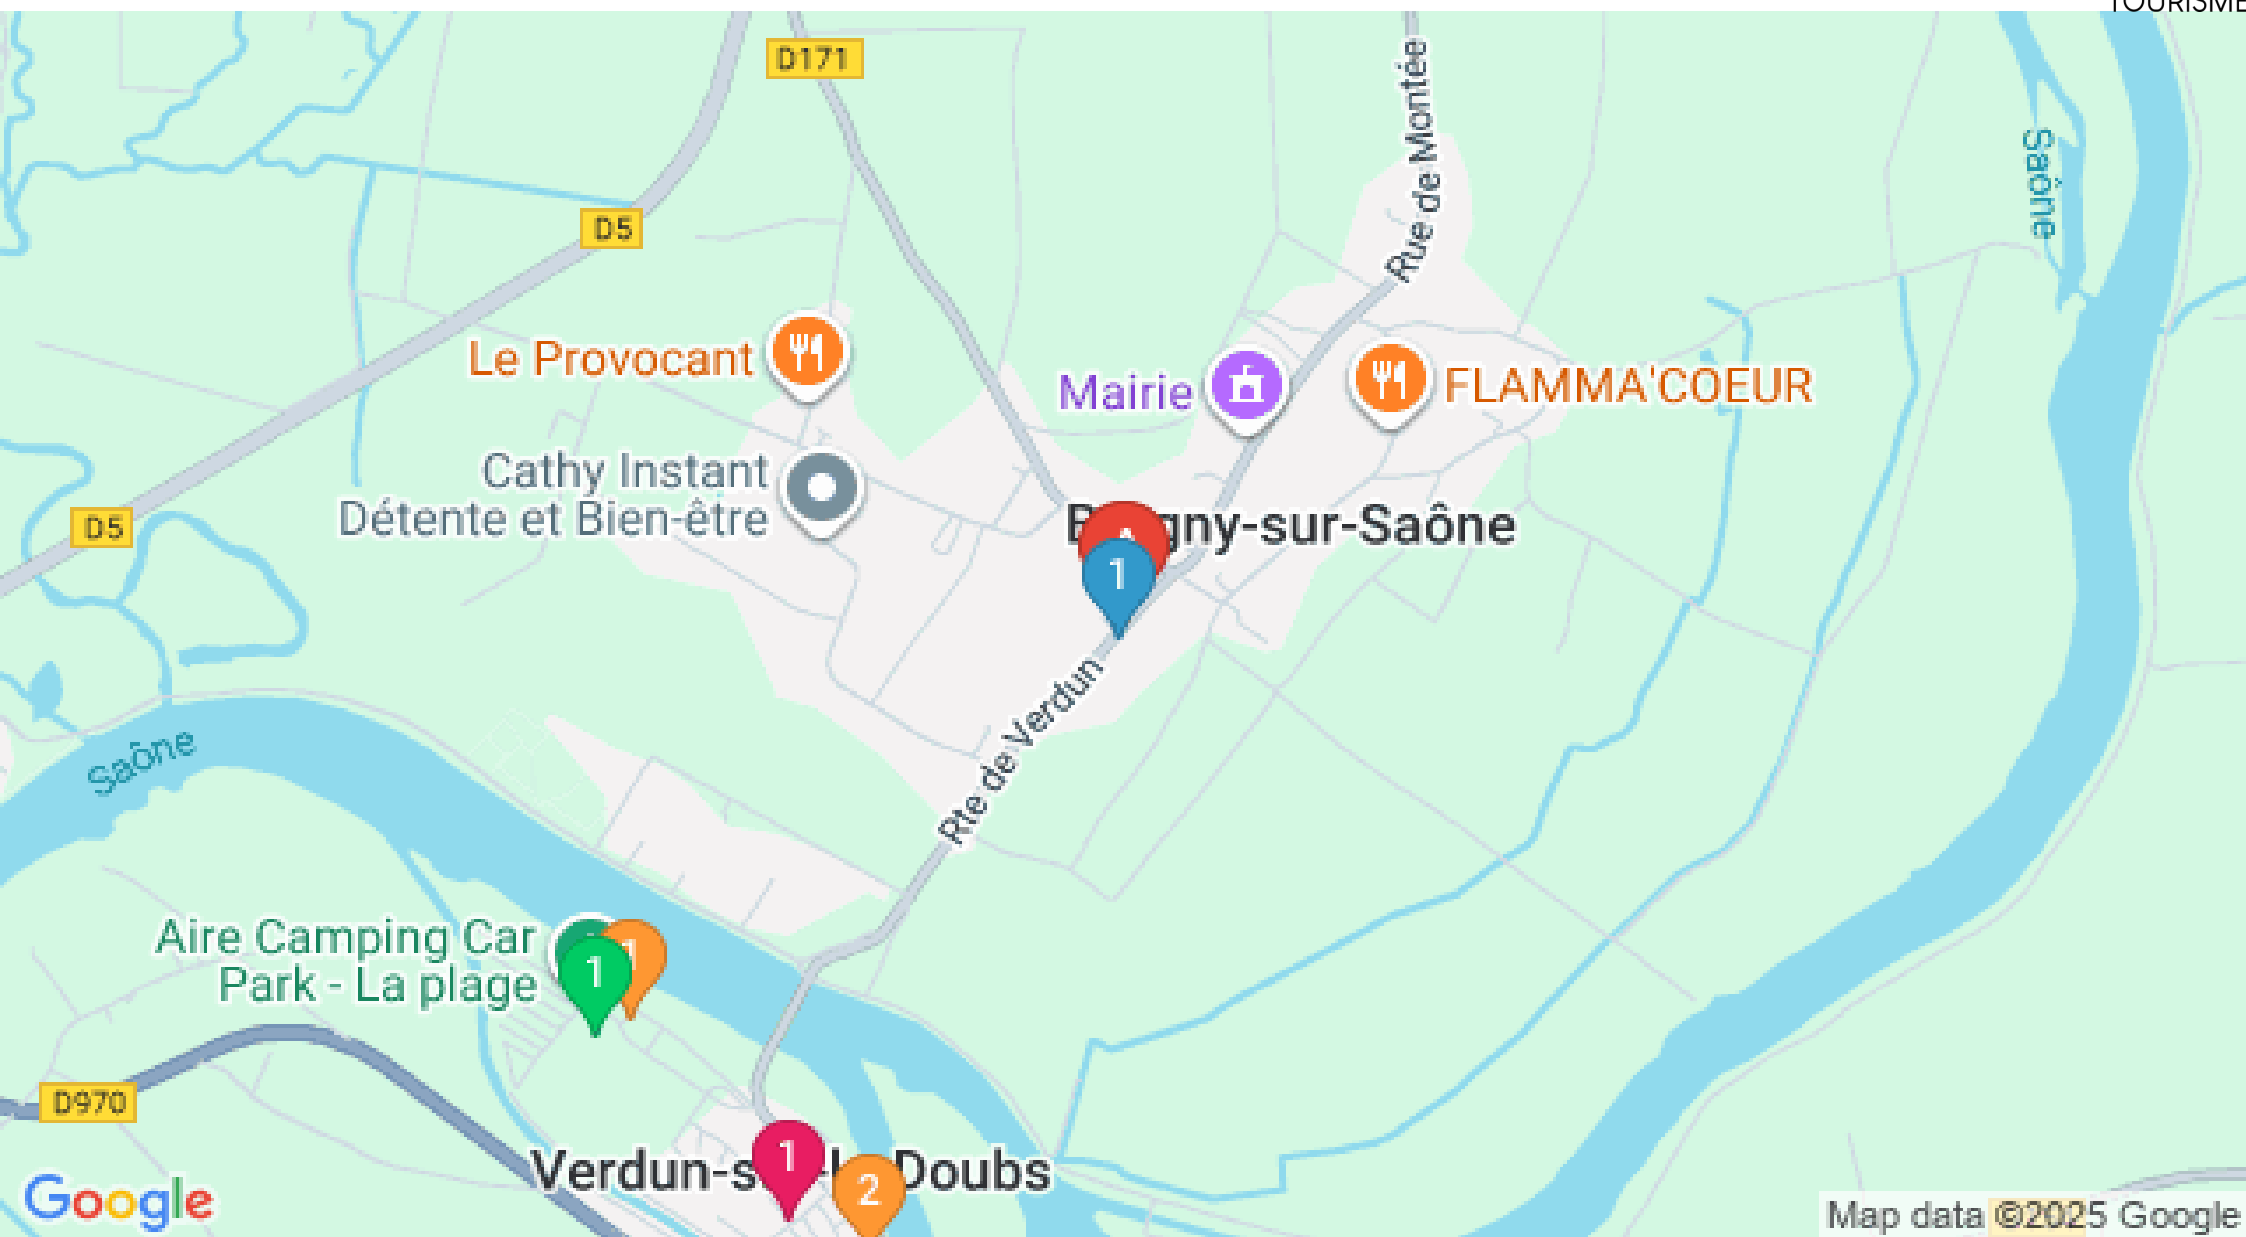 TOURISME
D171
Rue de Montée
Saône
D5
Le Provocant
Mairie
FLAMMA'CŒUR
Cathy Instant
Détente et Bien-être
D5
gny-sur-Saône
1
Rte de Verdun
Saône
Aire Camping Car
Park - La plage
1
1
D970
Verdun-s
Doubs
1
2
Google
Map data ©2025 Google